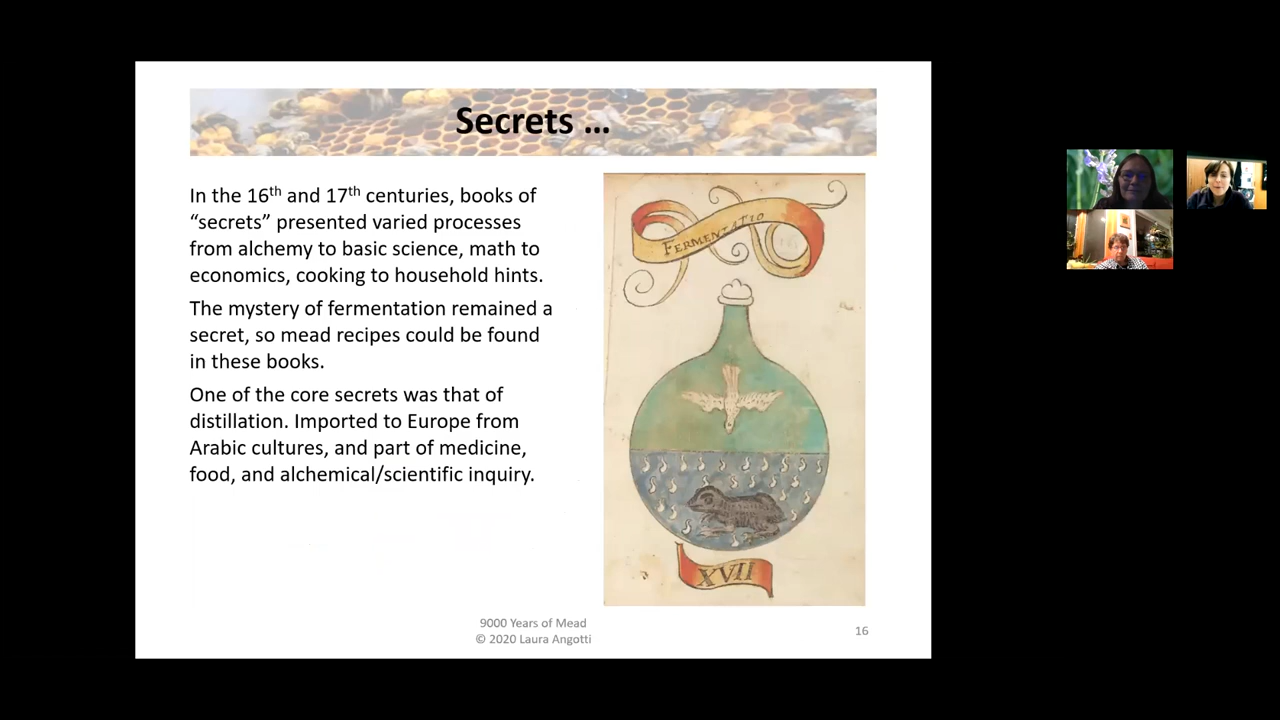 Secrets …
In the 16th and 17th centuries, books of
“secrets” presented varied processes
from alchemy to basic science, math to
economics, cooking to household hints.
The mystery of fermentation remained a
secret, so mead recipes could be found
in these books.
One of the core secrets was that of
distillation. Imported to Europe from
Arabic cultures, and part of medicine,
food, and alchemical/scientific inquiry.
FERMENTATIO
XVII
9000 Years of Mead
© 2020 Laura Angotti
16